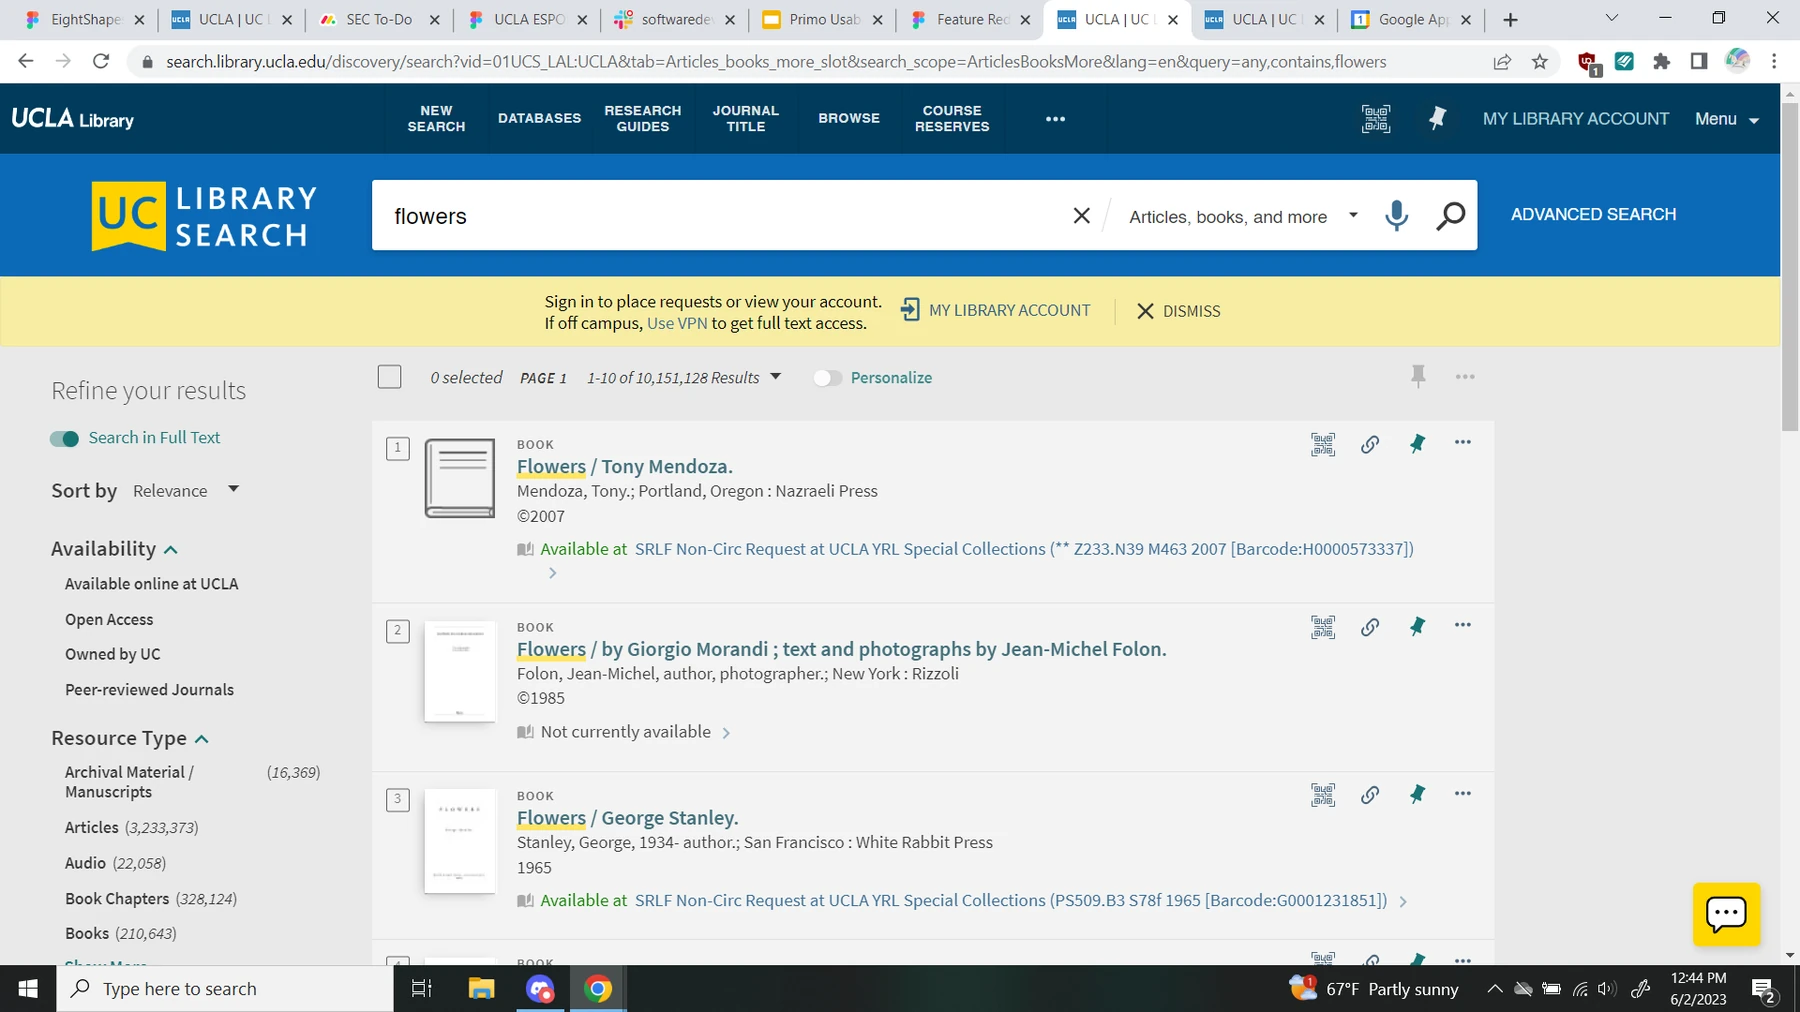 EightShape
UCLA | UC L
SEC To-Do
UCLA ESPO
softwaredev
Primo Usab
Feature Red
UCLA | UC L
UCLA | UC L
Google App
search.library.ucla.edu/discovery/search?vid=01UCS_LAL:UCLA&tab=Articles_books_more_slot&search_scope=ArticlesBooksMore&lang=en&query=any,contains,flowers
1
UCLA Library
NEW SEARCH
DATABASES
RESEARCH GUIDES
JOURNAL TITLE
BROWSE
COURSE RESERVES
MY LIBRARY ACCOUNT
Menu
UC LIBRARY SEARCH
flowers
Articles, books, and more
ADVANCED SEARCH
Sign in to place requests or view your account.
If off campus, Use VPN to get full text access.
MY LIBRARY ACCOUNT
DISMISS
Refine your results
Search in Full Text
Sort by Relevance
Availability
Available online at UCLA
Open Access
Owned by UC
Peer-reviewed Journals
Resource Type
Archival Material / Manuscripts (16,369)
Articles (3,233,373)
Audio (22,058)
Book Chapters (328,124)
Books (210,643)
Show More
0 selected PAGE 1 1-10 of 10,151,128 Results
Personalize
1
BOOK
Flowers / Tony Mendoza.
Mendoza, Tony.; Portland, Oregon : Nazraeli Press
©2007
Available at SRLF Non-Circ Request at UCLA YRL Special Collections (** Z233.N39 M463 2007 [Barcode:H0000573337])
2
BOOK
Flowers / by Giorgio Morandi ; text and photographs by Jean-Michel Folon.
Folon, Jean-Michel, author, photographer.; New York : Rizzoli
©1985
Not currently available
3
FLOWERS
BOOK
Flowers / George Stanley.
Stanley, George, 1934- author.; San Francisco : White Rabbit Press
1965
Available at SRLF Non-Circ Request at UCLA YRL Special Collections (PS509.B3 S78f 1965 [Barcode:G0001231851])
4
BOOK
Type here to search
1
67°F Partly sunny
12:44 PM
6/2/2023
2